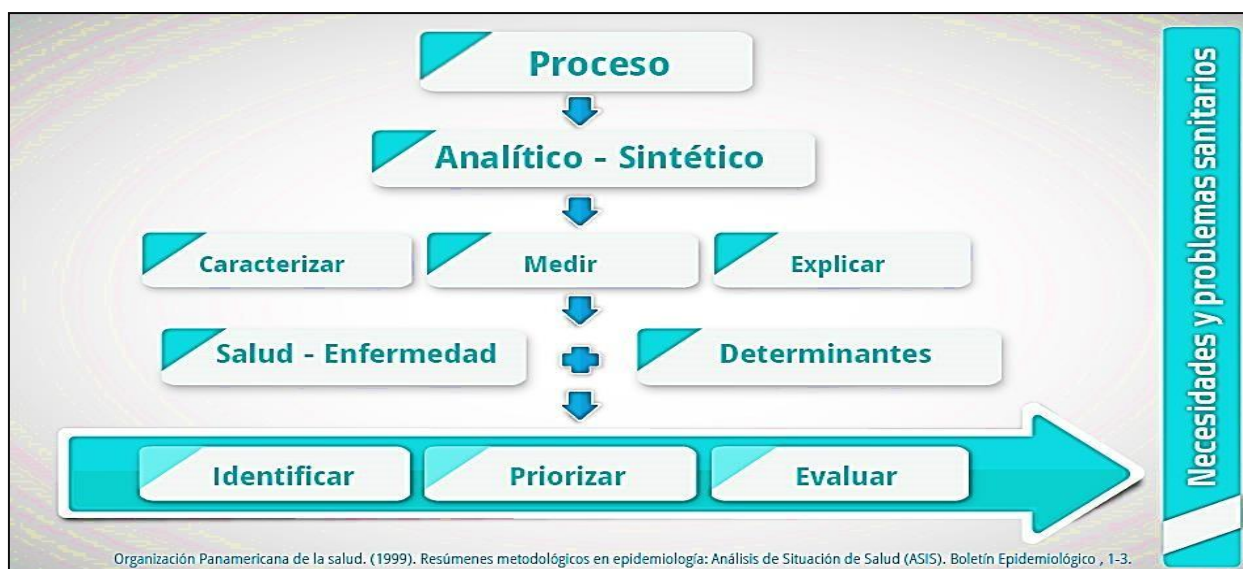 Proceso
Analítico - Sintético
Caracterizar
Medir
Explicar
Salud - Enfermedad
Determinantes
Identificar
Priorizar
Evaluar
Necesidades y problemas sanitarios
Organización Panamericana de la salud. (1999). Resúmenes metodológicos en epidemiología: Análisis de Situación de Salud (ASIS). Boletín Epidemiológico , 1-3.